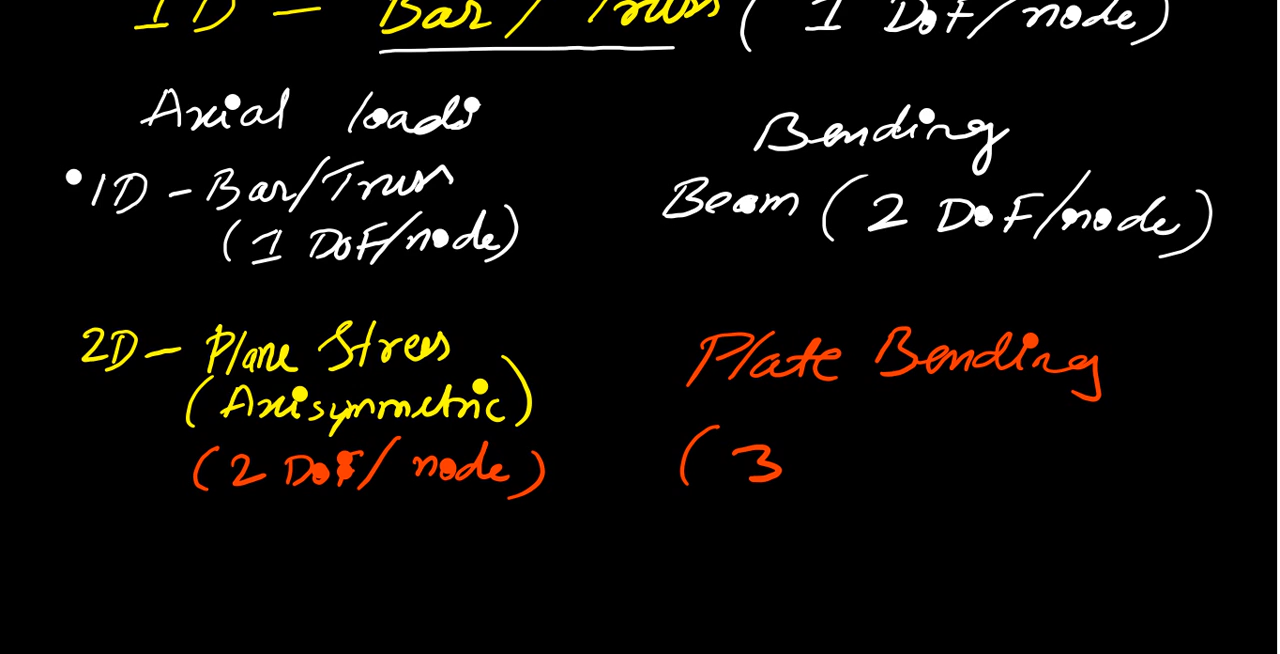 1D - Bar/Truss (1 DoF/node)
Axial loads
Bending
1D - Bar/Truss
(1 DoF/node)
Beam (2 DoF/node)
2D - Plane Stress
(Axisymmetric)
(2 DoF/node)
Plate Bending
(3